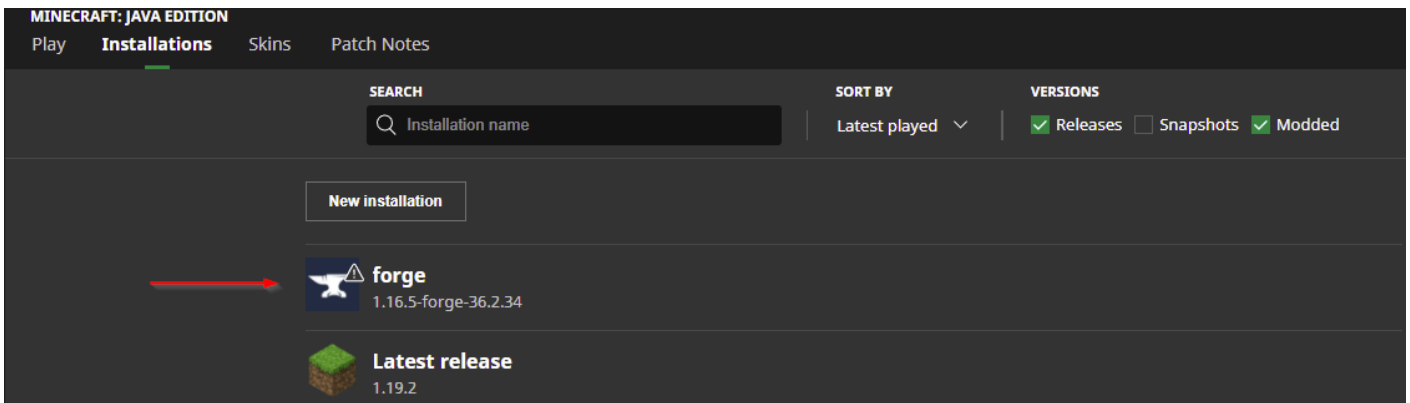 MINECRAFT: JAVA EDITION
Play Installations Skins Patch Notes
SEARCH SORT BY VERSIONS
Installation name Latest played Releases Snapshots Modded
New installation
forge
1.16.5-forge-36.2.34
Latest release
1.19.2